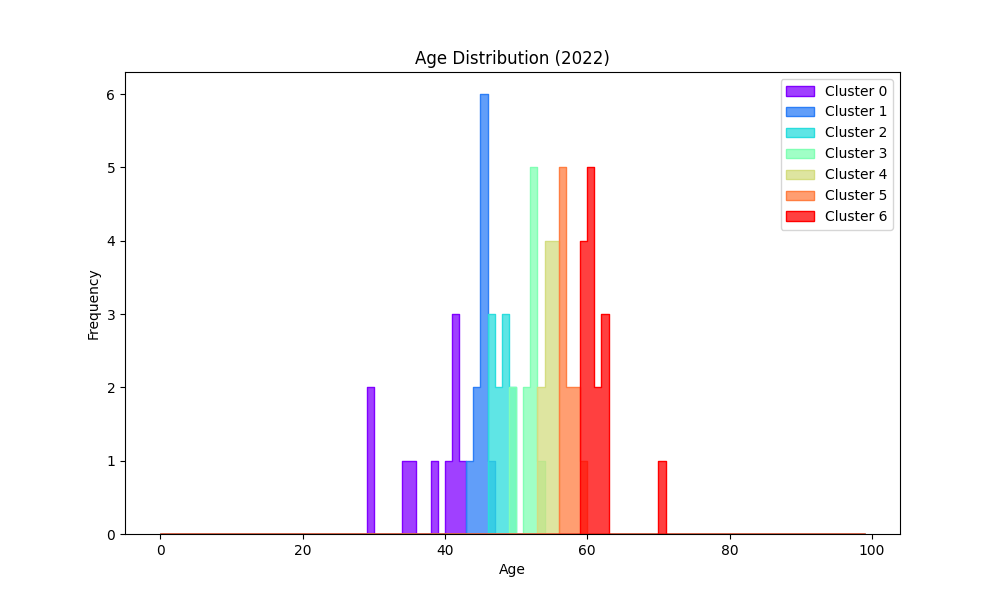 Age Distribution (2022)
Cluster 0
Cluster 1
Cluster 2
Cluster 3
Cluster 4
Cluster 5
Cluster 6
6
5
4
3
2
1
0
Frequency
0 20 40 60 80 100
Age